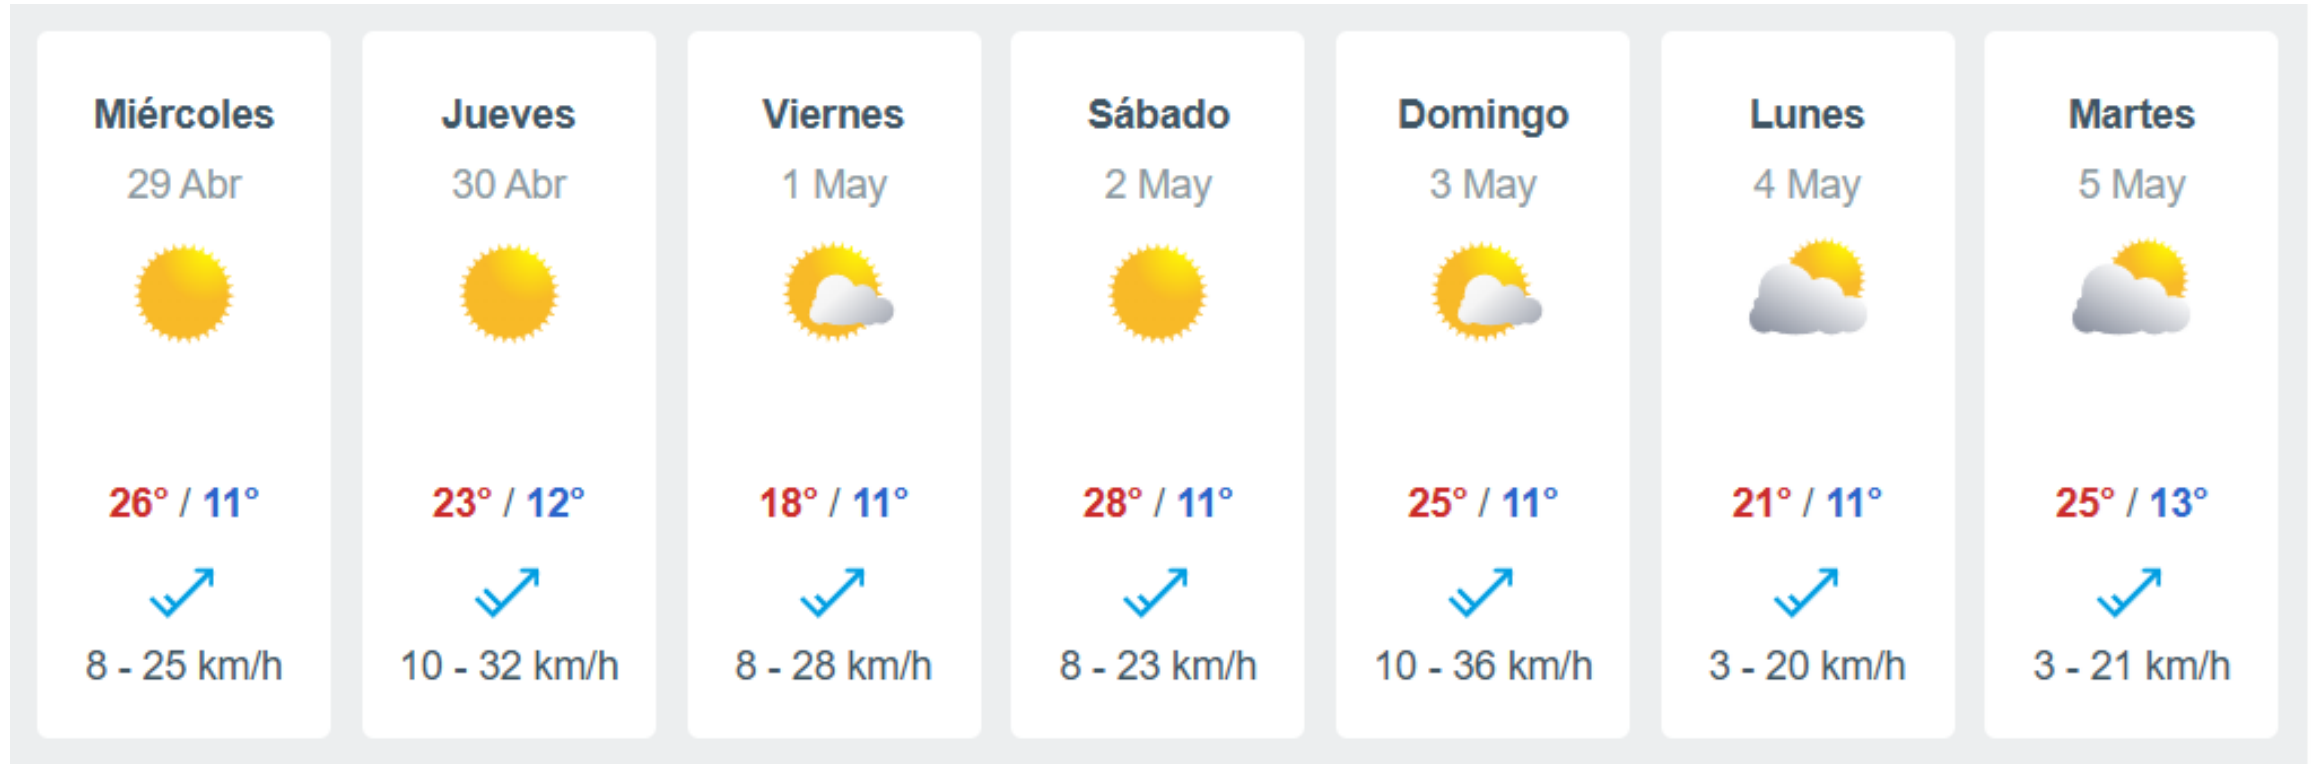 Miércoles
29 Abr
26° / 11°
8 - 25 km/h
Jueves
30 Abr
23° / 12°
10 - 32 km/h
Viernes
1 May
18° / 11°
8 - 28 km/h
Sábado
2 May
28° / 11°
8 - 23 km/h
Domingo
3 May
25° / 11°
10 - 36 km/h
Lunes
4 May
21° / 11°
3 - 20 km/h
Martes
5 May
25° / 13°
3 - 21 km/h